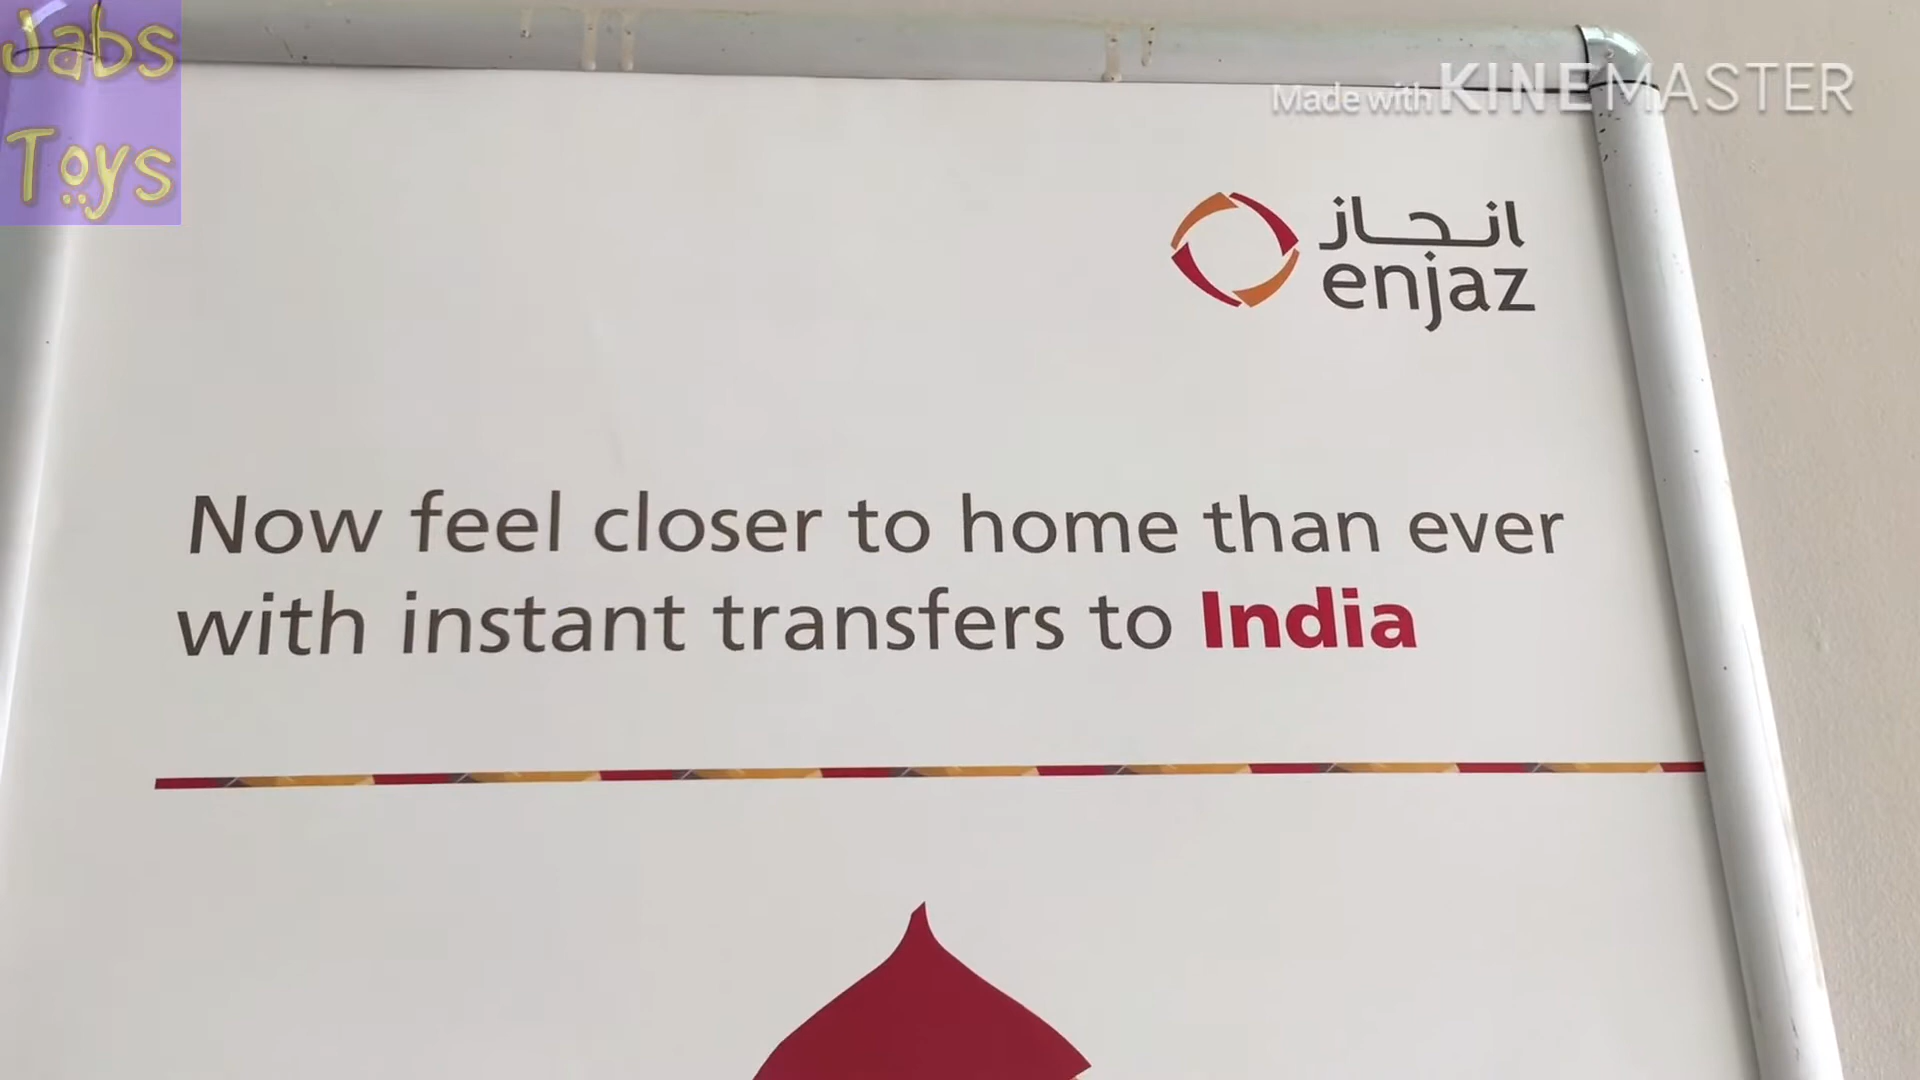 Jabs
Toys
Made with KINEMASTER
انجاز
enjaz
Now feel closer to home than ever
with instant transfers to India